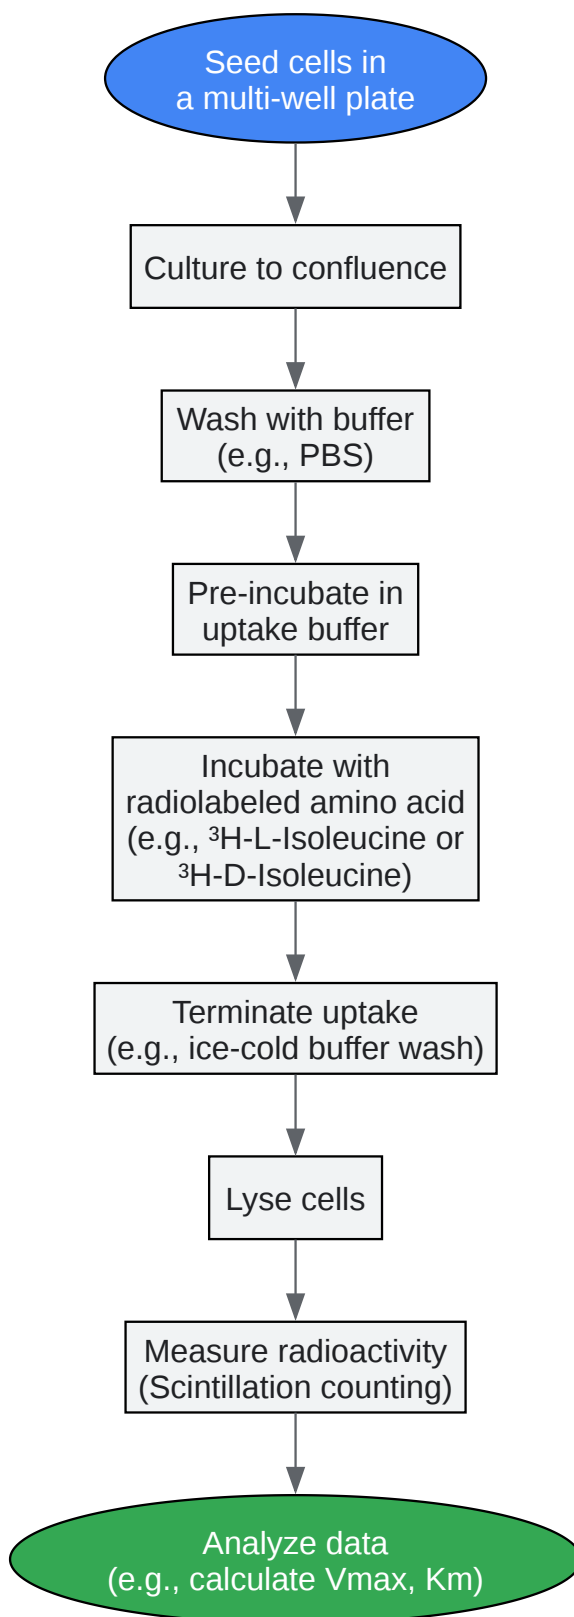 Seed cells in
a multi-well plate
Culture to confluence
Wash with buffer
(e.g., PBS)
Pre-incubate in
uptake buffer
Incubate with
radiolabeled amino acid
(e.g., ³H-L-Isoleucine or
³H-D-Isoleucine)
Terminate uptake
(e.g., ice-cold buffer wash)
Lyse cells
Measure radioactivity
(Scintillation counting)
Analyze data
(e.g., calculate Vmax, Km)